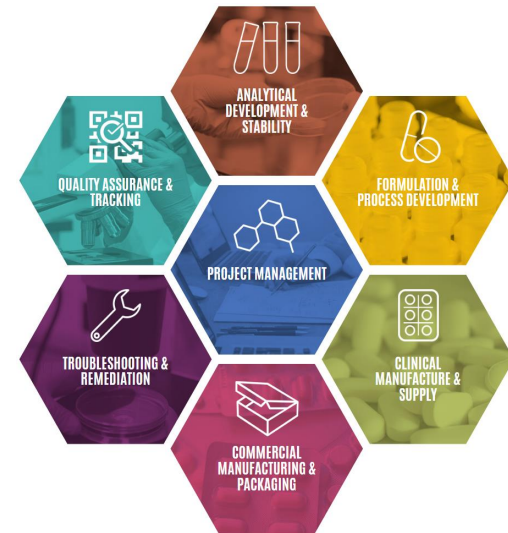 ANALYTICAL
DEVELOPMENT &
STABILITY
QUALITY ASSURANCE &
TRACKING
FORMULATION &
PROCESS DEVELOPMENT
PROJECT MANAGEMENT
TROUBLESHOOTING &
REMEDIATION
CLINICAL
MANUFACTURE &
SUPPLY
COMMERCIAL
MANUFACTURING &
PACKAGING